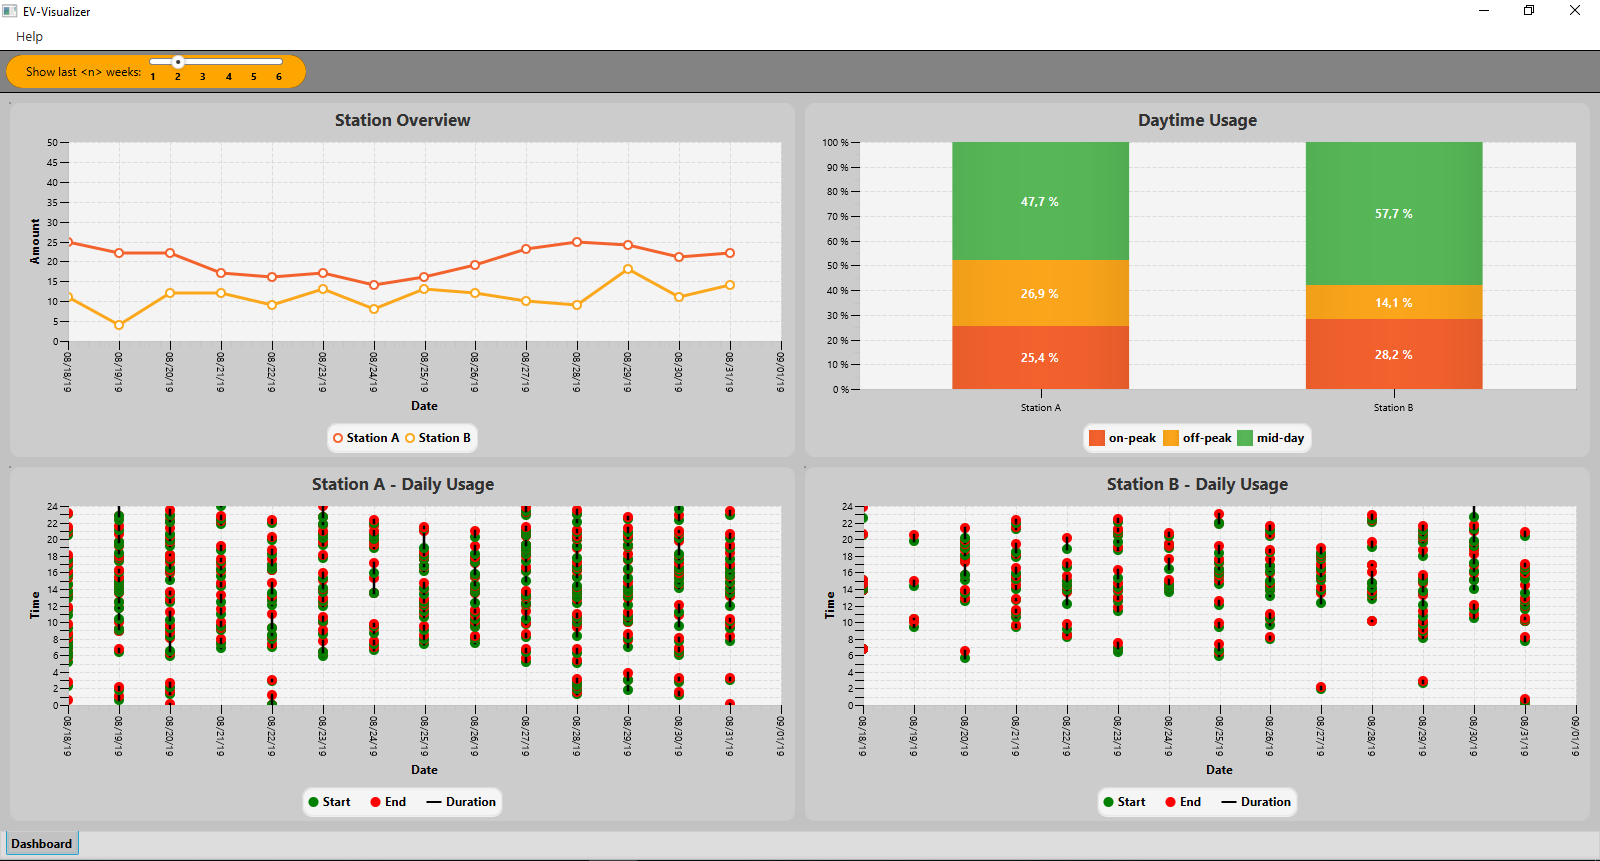 EV-Visualizer
Help
Show last <n> weeks:
1 2 3 4 5 6
Station Overview
Amount
50
45
40
35
30
25
20
15
10
5
0
08/18/19 08/19/19 08/20/19 08/21/19 08/22/19 08/23/19 08/24/19 08/25/19 08/26/19 08/27/19 08/28/19 08/29/19 08/30/19 08/31/19 09/01/19
Date
Station A Station B
Daytime Usage
100 %
90 %
80 %
70 %
60 %
50 %
40 %
30 %
20 %
10 %
0 %
47,7 %
26,9 %
25,4 %
57,7 %
14,1 %
28,2 %
Station A Station B
on-peak off-peak mid-day
Station A - Daily Usage
Time
24
22
20
18
16
14
12
10
8
6
4
2
0
08/18/19 08/19/19 08/20/19 08/21/19 08/22/19 08/23/19 08/24/19 08/25/19 08/26/19 08/27/19 08/28/19 08/29/19 08/30/19 08/31/19 09/01/19
Date
Start End Duration
Station B - Daily Usage
Time
24
22
20
18
16
14
12
10
8
6
4
2
0
08/18/19 08/19/19 08/20/19 08/21/19 08/22/19 08/23/19 08/24/19 08/25/19 08/26/19 08/27/19 08/28/19 08/29/19 08/30/19 08/31/19 09/01/19
Date
Start End Duration
Dashboard